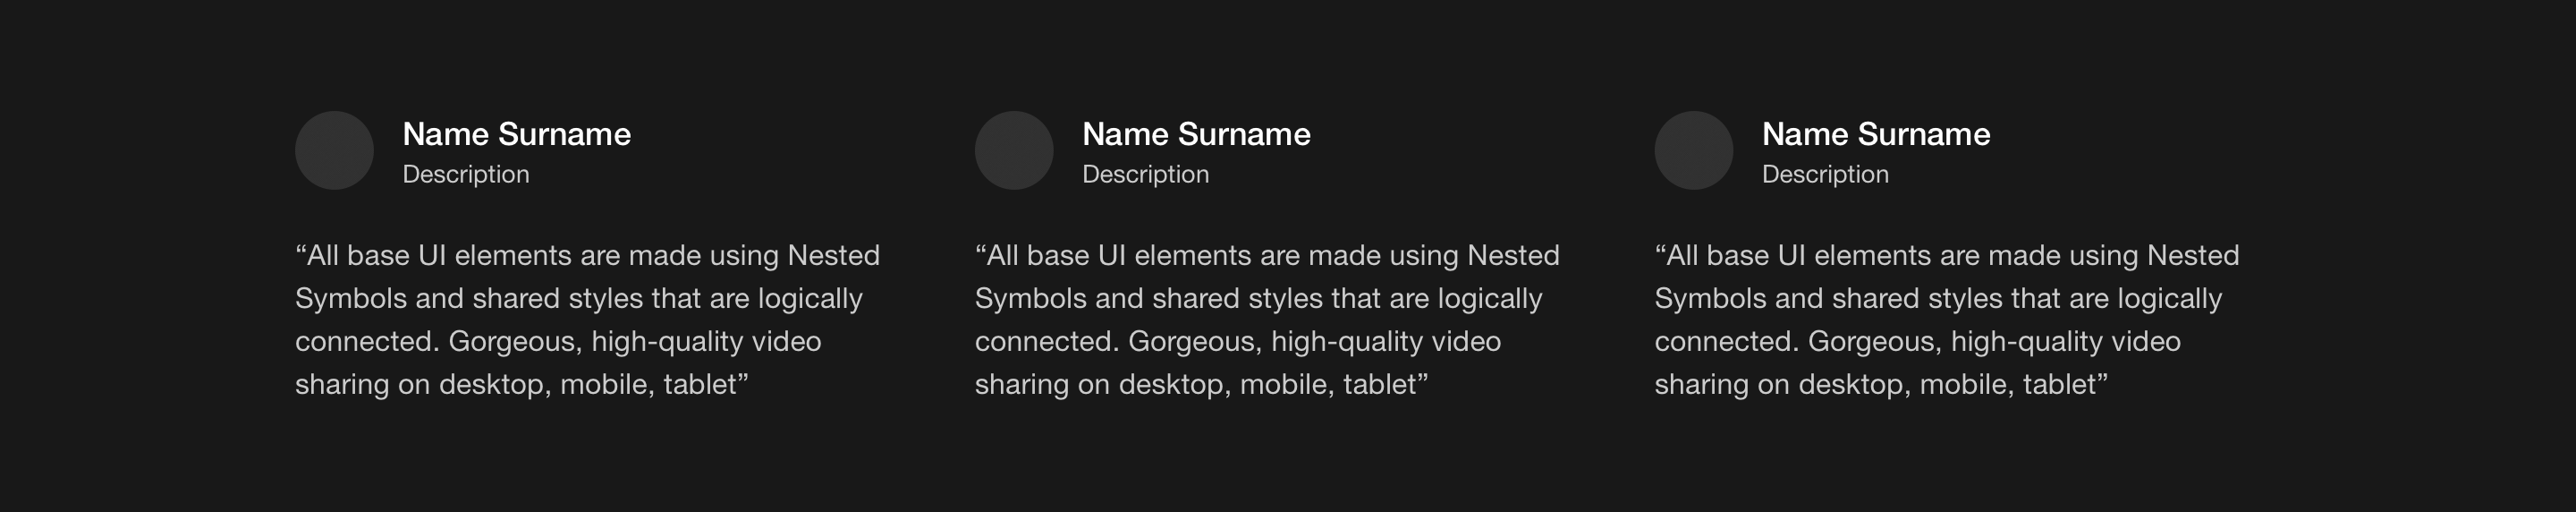 Name Surname
Description
“All base UI elements are made using Nested
Symbols and shared styles that are logically
connected. Gorgeous, high-quality video
sharing on desktop, mobile, tablet”
Name Surname
Description
“All base UI elements are made using Nested
Symbols and shared styles that are logically
connected. Gorgeous, high-quality video
sharing on desktop, mobile, tablet”
Name Surname
Description
“All base UI elements are made using Nested
Symbols and shared styles that are logically
connected. Gorgeous, high-quality video
sharing on desktop, mobile, tablet”